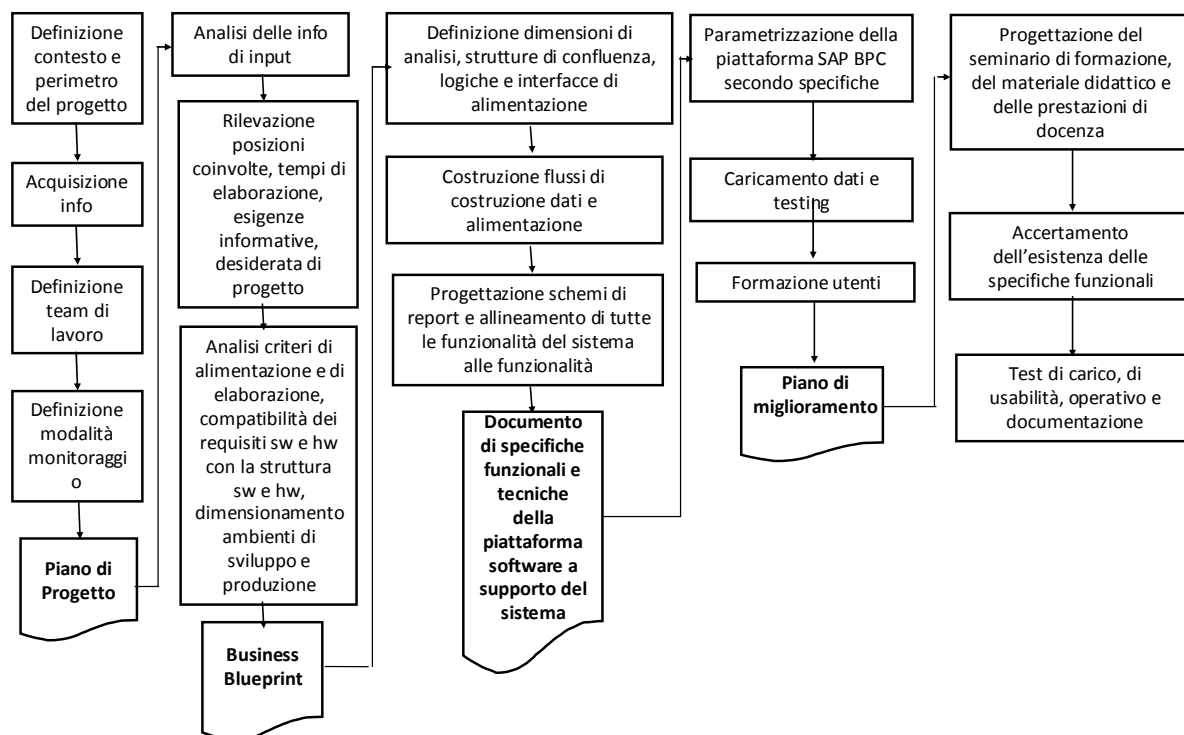 Definizione
contesto e
perimetro
del progetto
Acquisizione
info
Definizione
team di
lavoro
Definizione
modalità
monitoraggi
o
Piano di
Progetto
Analisi delle info
di input
Rilevazione
posizioni
coinvolte, tempi di
elaborazione,
esigenze
informative,
desiderata di
progetto
Analisi criteri di
alimentazione e di
elaborazione,
compatibilità dei
requisiti sw e hw
con la struttura
sw e hw,
dimensionamento
ambienti di
sviluppo e
produzione
Business
Blueprint
Definizione dimensioni di
analisi, strutture di confluenza,
logiche e interfacce di
alimentazione
Costruzione flussi di
costruzione dati e
alimentazione
Progettazione schemi di
report e allineamento di tutte
le funzionalità del sistema
alle funzionalità
Documento
di specifiche
funzionali e
tecniche
della
piattaforma
software a
supporto del
sistema
Parametrizzazione della
piattaforma SAP BPC
secondo specifiche
Caricamento dati e
testing
Formazione utenti
Piano di
miglioramento
Progettazione del
seminario di formazione,
del materiale didattico e
delle prestazioni di
docenza
Accertamento
dell'esistenza delle
specifiche funzionali
Test di carico, di
usabilità, operativo e
documentazione